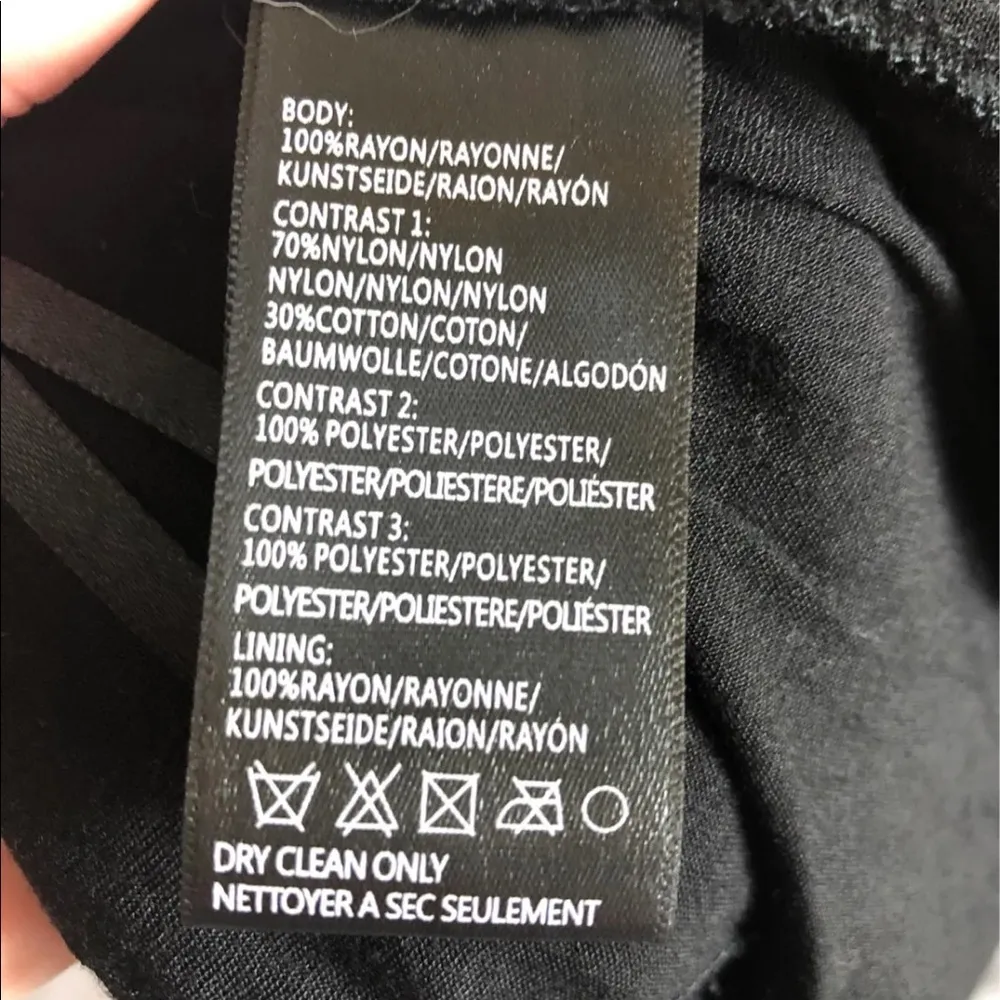 BODY:
100%RAYON/RAYONNE/
KUNSTSEIDE/RAION/RAYÓN
CONTRAST 1:
70%NYLON/NYLON
NYLON/NYLON/NYLON
30%COTTON/COTON/
BAUMWOLLE/COTONE/ALGODÓN
CONTRAST 2:
100% POLYESTER/POLYESTER/
POLYESTER/POLIESTERE/POLIÉSTER
CONTRAST 3:
100% POLYESTER/POLYESTER/
POLYESTER/POLIESTERE/POLIÉSTER
LINING:
100%RAYON/RAYONNE/
KUNSTSEIDE/RAION/RAYÓN
DRY CLEAN ONLY
NETTOYER A SEC SEULEMENT